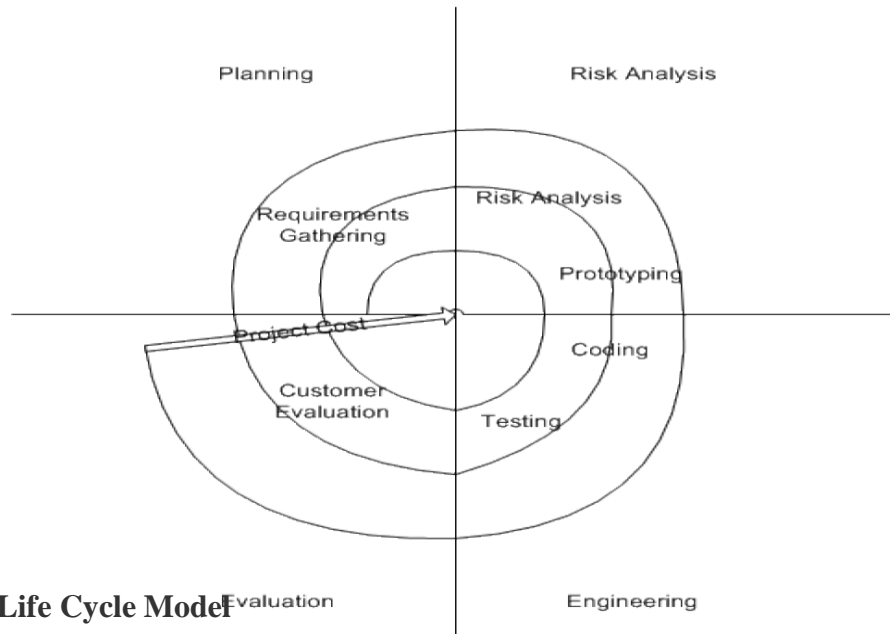 Planning
Risk Analysis
Risk Analysis
Requirements
Gathering
Prototyping
Project Cost
Coding
Customer
Evaluation
Testing
Life Cycle Model
Evaluation
Engineering